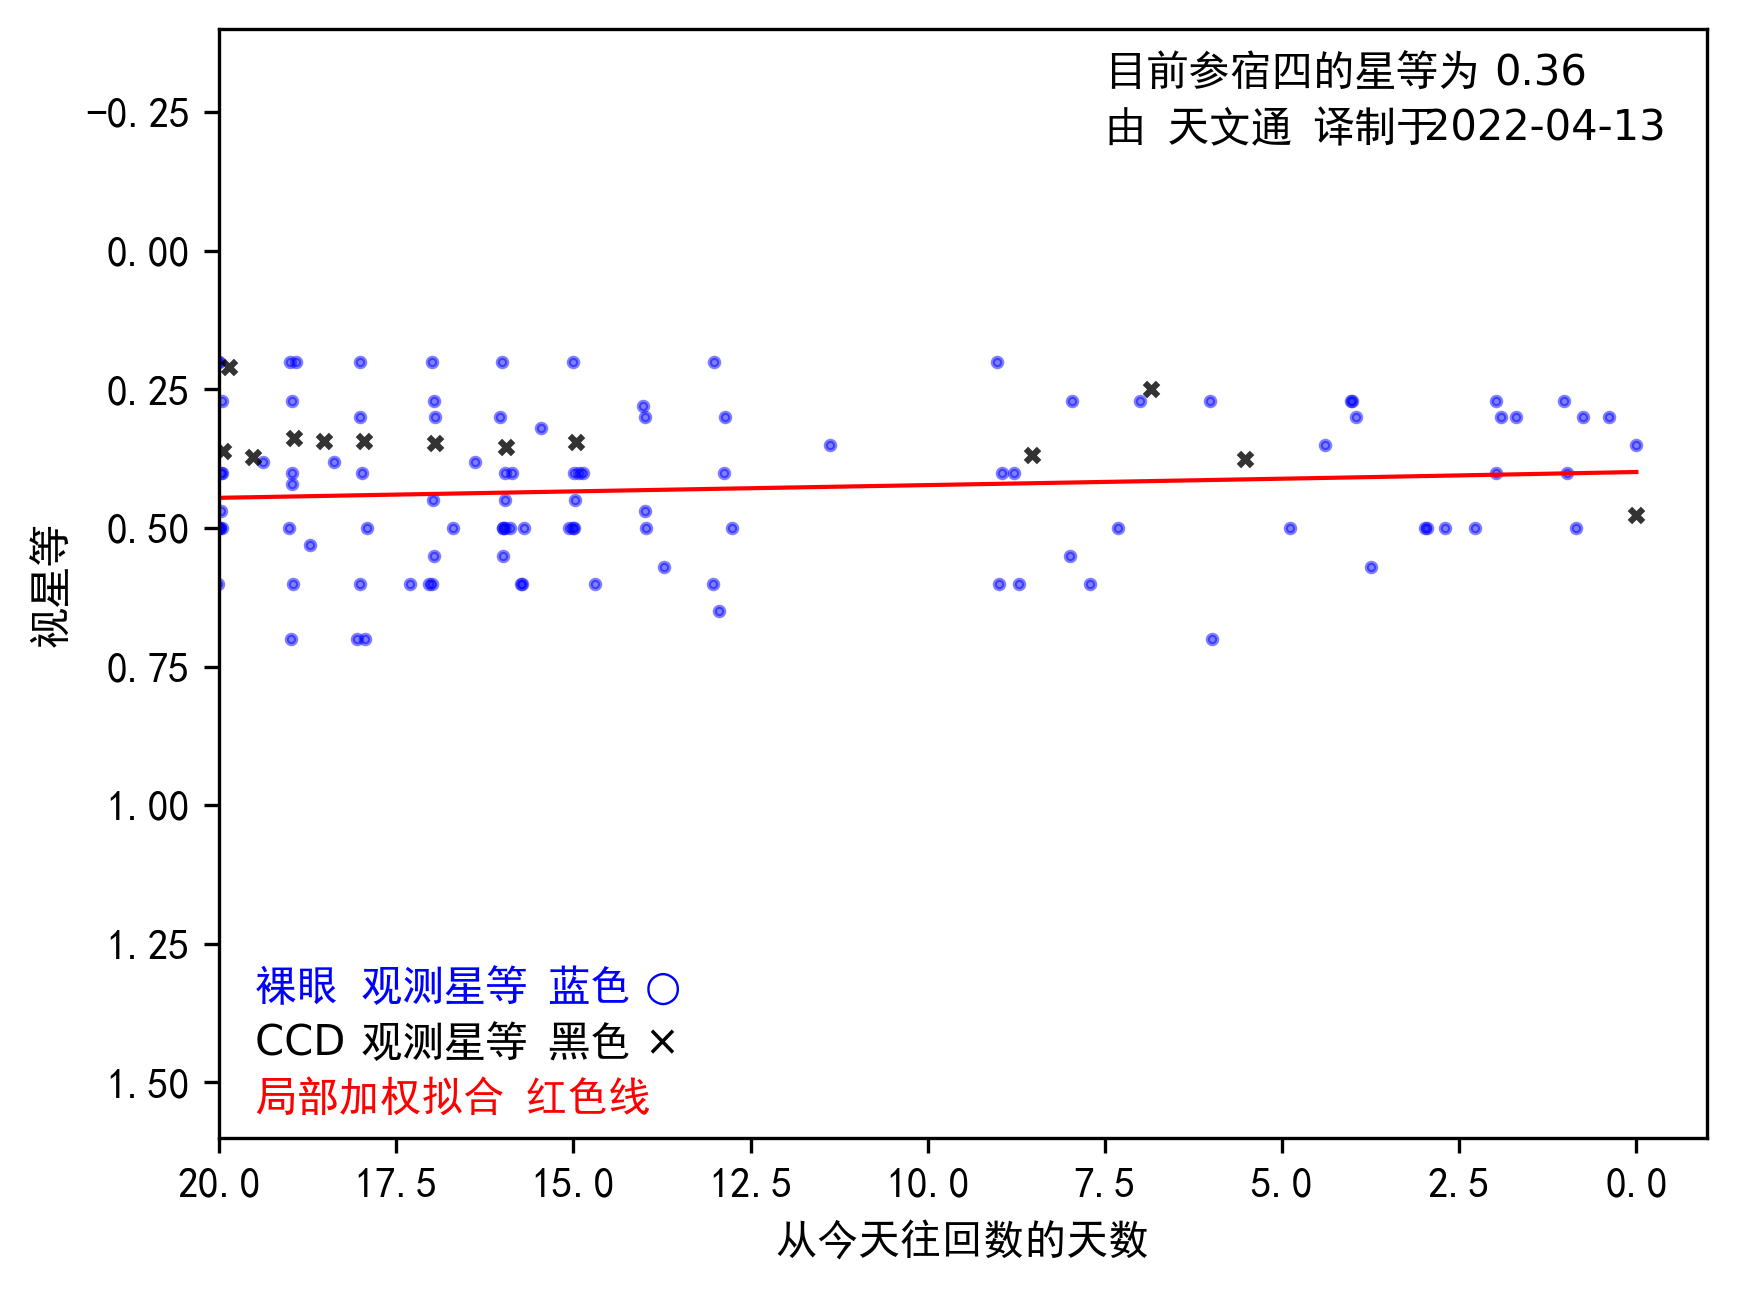 目前参宿四的星等为 0.36
由 天文通 译制于2022-04-13
−0.25
0.00
0.25
0.50
0.75
1.00
1.25
1.50
视星等
裸眼 观测星等 蓝色 ○
CCD 观测星等 黑色 ×
局部加权拟合 红色线
20.0 17.5 15.0 12.5 10.0 7.5 5.0 2.5 0.0
从今天往回数的天数